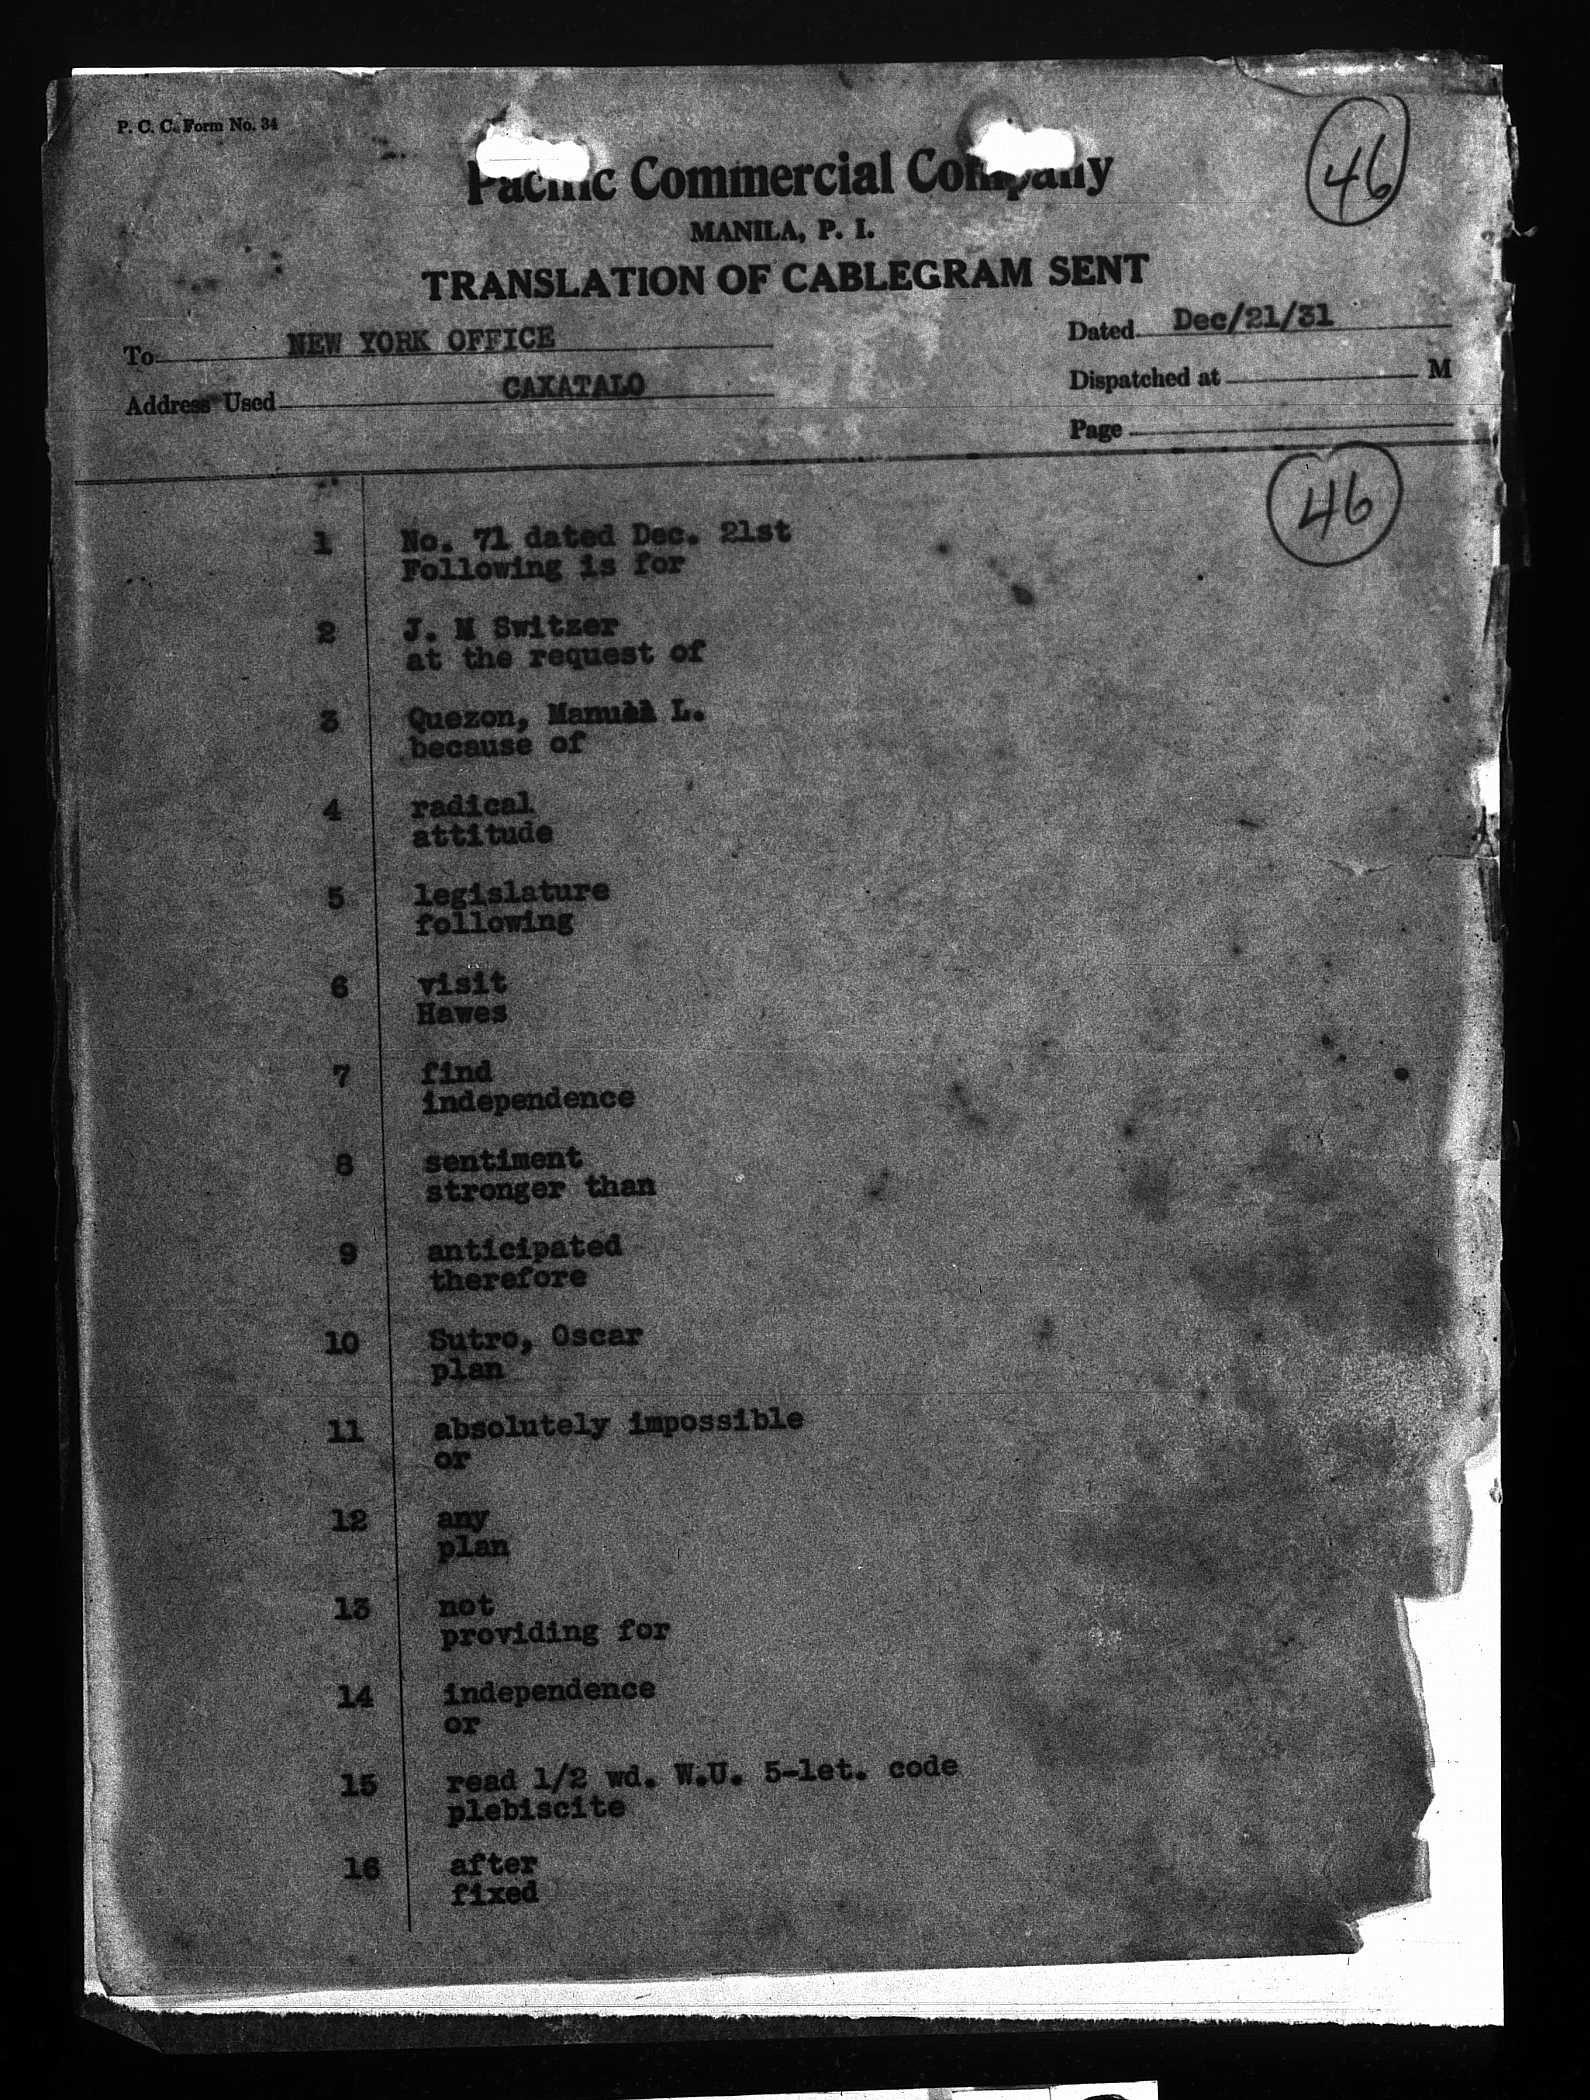 P. C. C. Form No. 34
46
Pacific Commercial Company
MANILA, P. I.
TRANSLATION OF CABLEGRAM SENT
To NEW YORK OFFICE
Dated Dec/21/31
Address Used CAXATALO
Dispatched at M
Page
46
1 No. 71 dated Dec. 21st
Following is for
2 J. M Switzer
at the request of
3 Quezon, L.
because of
4 radical
attitude
5 legislature
following
6 visit
Hawes
7 find
independence
8 sentiment
stronger than
9 anticipated
therefore
10 Sutro, Oscar
plan
11 absolutely impossible
or
12 any
plan
13 not
providing for
14 independence
or
15 read 1/2 wd. W.U. 5-let. code
plebiscite
16 after
fixed